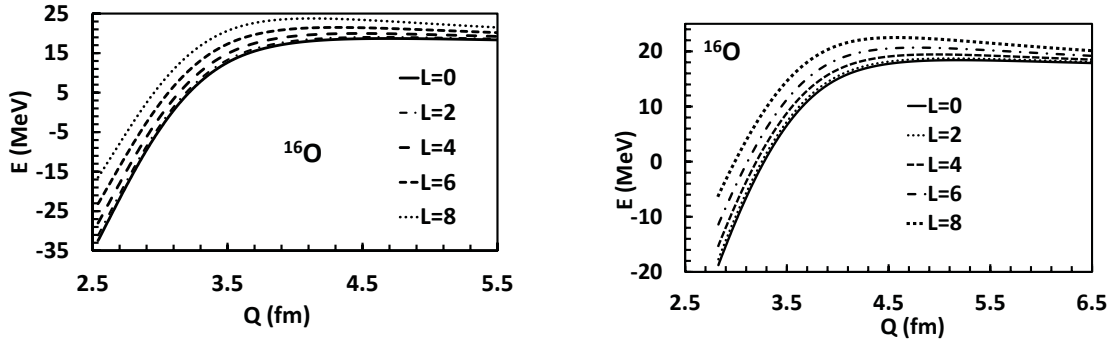 25
15
5
-5
-15
-25
-35
E (MeV)
2.5 3.5 4.5 5.5
Q (fm)
16O
L=0
L=2
L=4
L=6
L=8
20
10
0
-10
-20
E (MeV)
2.5 3.5 4.5 5.5 6.5
Q (fm)
16O
L=0
L=2
L=4
L=6
L=8